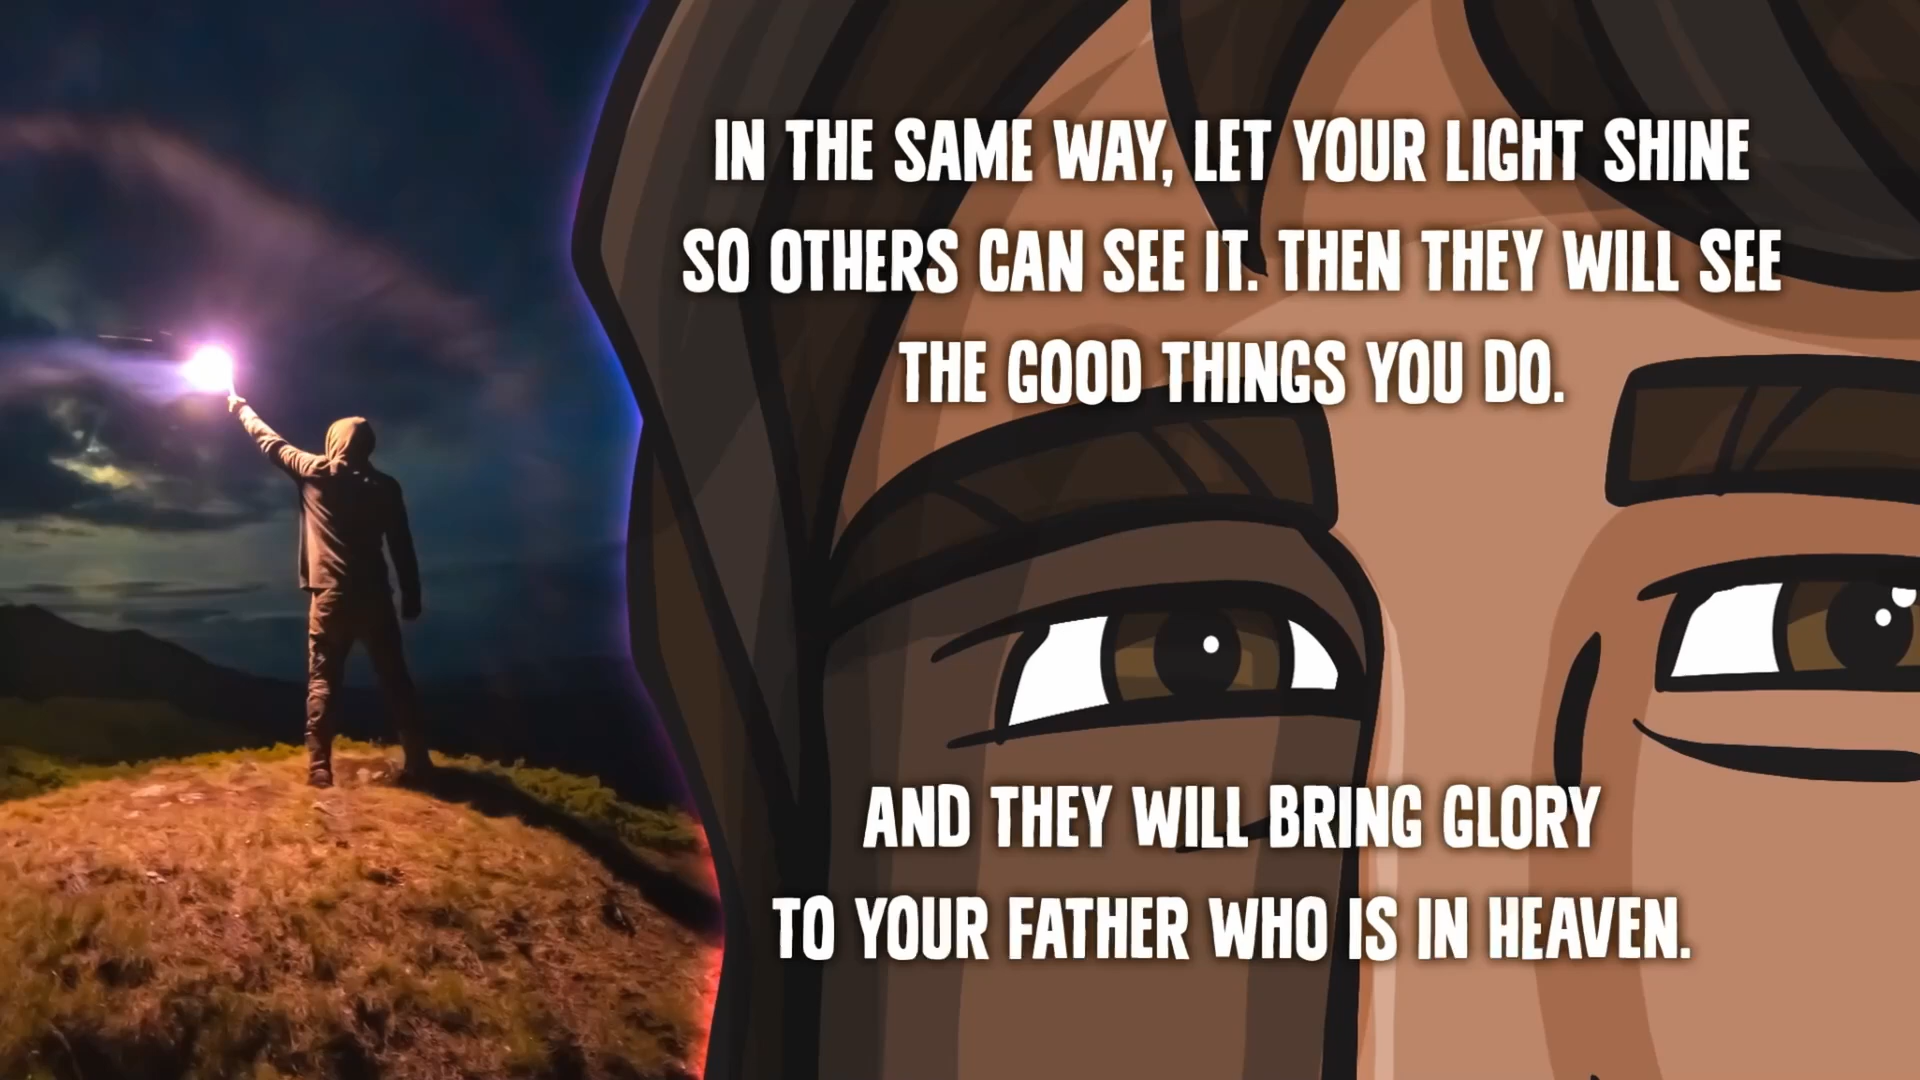 IN THE SAME WAY, LET YOUR LIGHT SHINE
SO OTHERS CAN SEE IT. THEN THEY WILL SEE
THE GOOD THINGS YOU DO.
AND THEY WILL BRING GLORY
TO YOUR FATHER WHO IS IN HEAVEN.